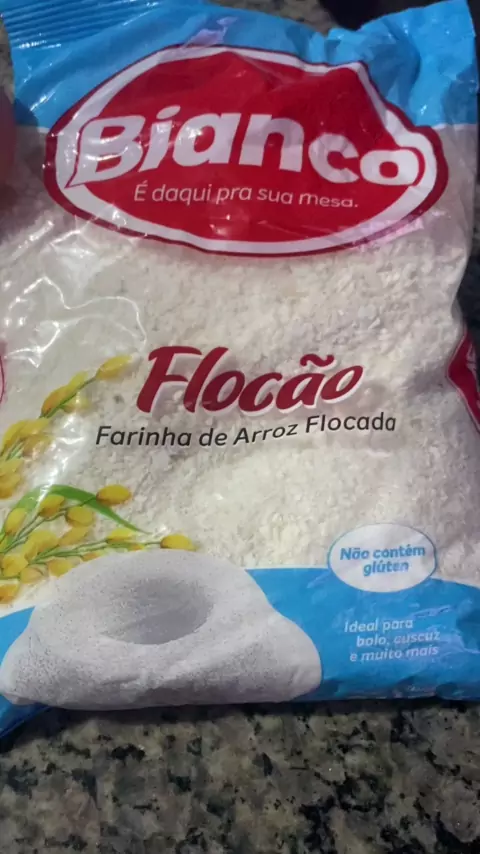 Bianco
É daqui pra sua mesa.
Flocão
Farinha de Arroz Flocada
Não contém
glúten
Ideal para
bolo, cuscuz
e muito mais